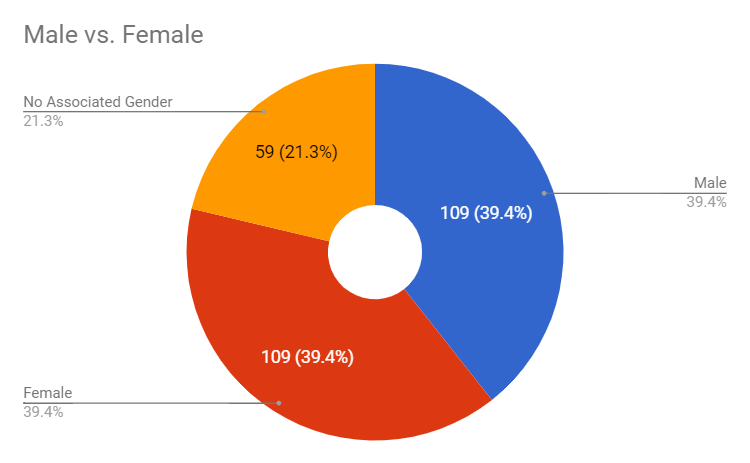 Male vs. Female
No Associated Gender
21.3%
59 (21.3%)
Male
39.4%
109 (39.4%)
109 (39.4%)
Female
39.4%